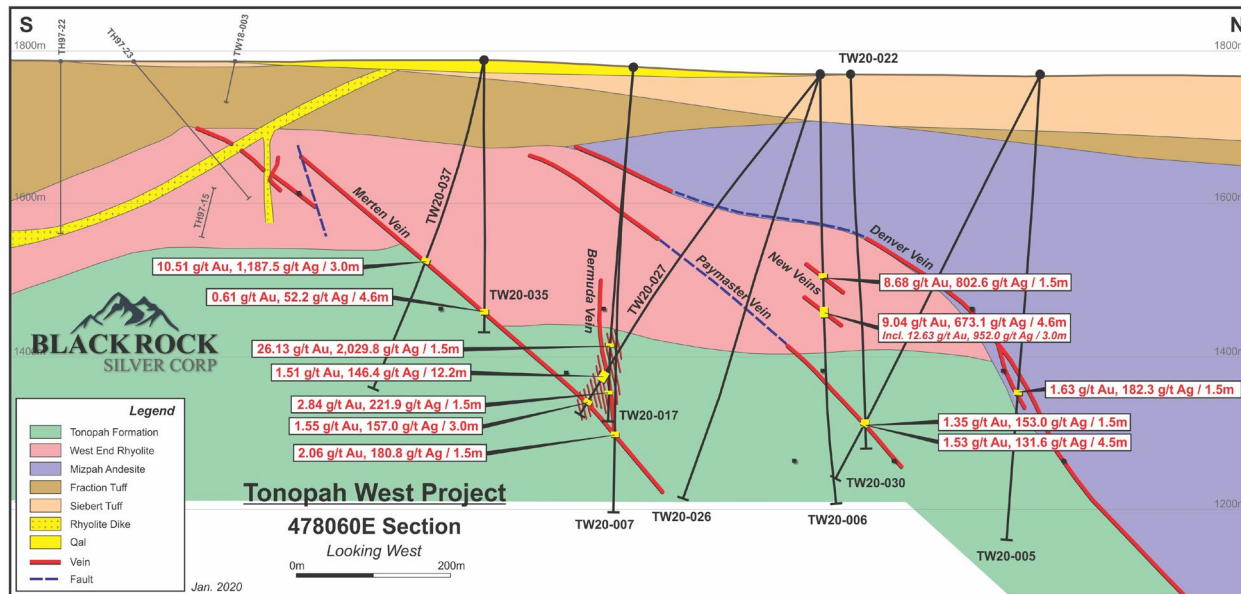 S
N
TH97-22
TH97-23
TW18-003
TW20-022
1800m
1800m
1600m
1600m
1400m
1400m
1200m
TH97-15
TW20-037
Merten Vein
TW20-035
Bermuda Vein
TW20-027
Paymaster Vein
New Veins
Denver Vein
10.51 g/t Au, 1,187.5 g/t Ag / 3.0m
0.61 g/t Au, 52.2 g/t Ag / 4.6m
26.13 g/t Au, 2,029.8 g/t Ag / 1.5m
1.51 g/t Au, 146.4 g/t Ag / 12.2m
2.84 g/t Au, 221.9 g/t Ag / 1.5m
1.55 g/t Au, 157.0 g/t Ag / 3.0m
2.06 g/t Au, 180.8 g/t Ag / 1.5m
8.68 g/t Au, 802.6 g/t Ag / 1.5m
9.04 g/t Au, 673.1 g/t Ag / 4.6m
Incl. 12.63 g/t Au, 952.0 g/t Ag / 3.0m
1.63 g/t Au, 182.3 g/t Ag / 1.5m
1.35 g/t Au, 153.0 g/t Ag / 1.5m
1.53 g/t Au, 131.6 g/t Ag / 4.5m
TW20-017
TW20-007
TW20-026
TW20-030
TW20-006
TW20-005
BLACK ROCK
SILVER CORP
Legend
Tonopah Formation
West End Rhyolite
Mizpah Andesite
Fraction Tuff
Siebert Tuff
Rhyolite Dike
Qal
Vein
Fault
Tonopah West Project
478060E Section
Looking West
0m
200m
Jan. 2020